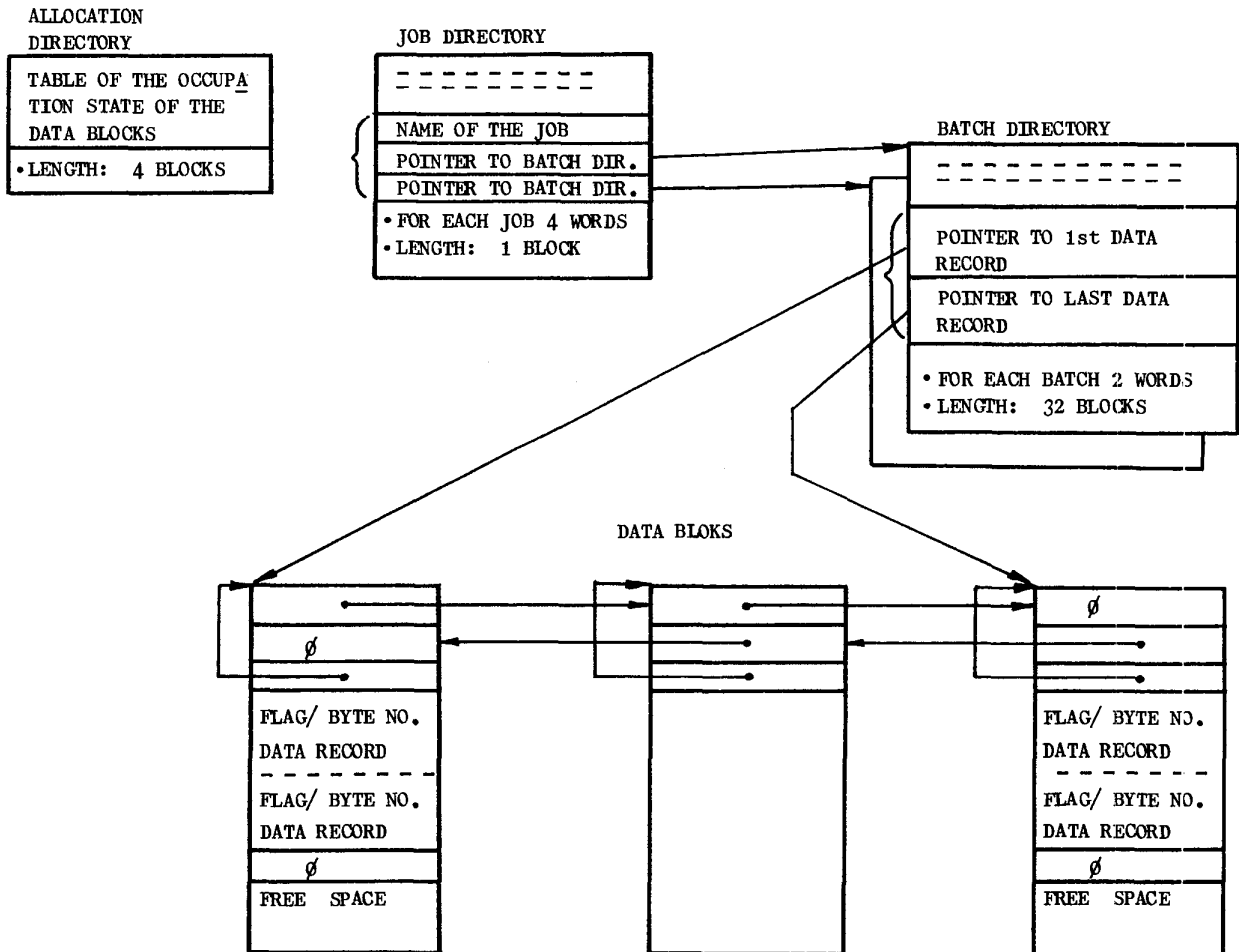 ALLOCATION
DIRECTORY
TABLE OF THE OCCUPA
TION STATE OF THE
DATA BLOCKS
• LENGTH: 4 BLOCKS
JOB DIRECTORY
NAME OF THE JOB
POINTER TO BATCH DIR.
POINTER TO BATCH DIR.
• FOR EACH JOB 4 WORDS
• LENGTH: 1 BLOCK
BATCH DIRECTORY
POINTER TO 1st DATA
RECORD
POINTER TO LAST DATA
RECORD
• FOR EACH BATCH 2 WORDS
• LENGTH: 32 BLOCKS
DATA BLOKS
ø
FLAG/ BYTE NO.
DATA RECORD
FLAG/ BYTE NO.
DATA RECORD
ø
FREE SPACE
ø
FLAG/ BYTE NO.
DATA RECORD
FLAG/ BYTE NO.
DATA RECORD
ø
FREE SPACE